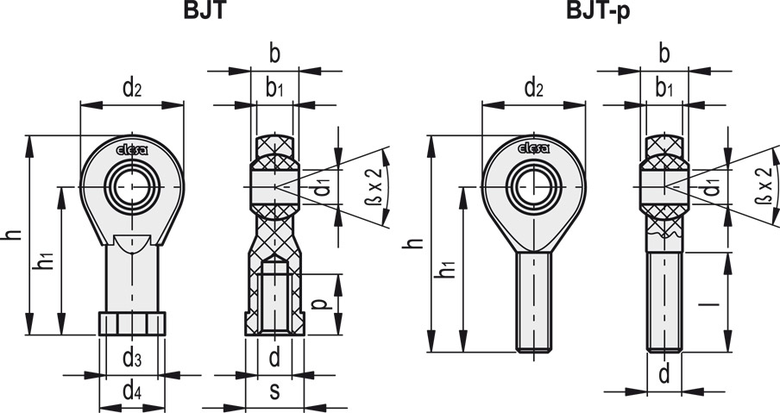 BJT
BJT-p
b
b1
d2
elesa
h
h1
d1
ß x 2
p
d3
d4
d
s
b
b1
d2
elesa
h
h1
d1
ß x 2
l
d